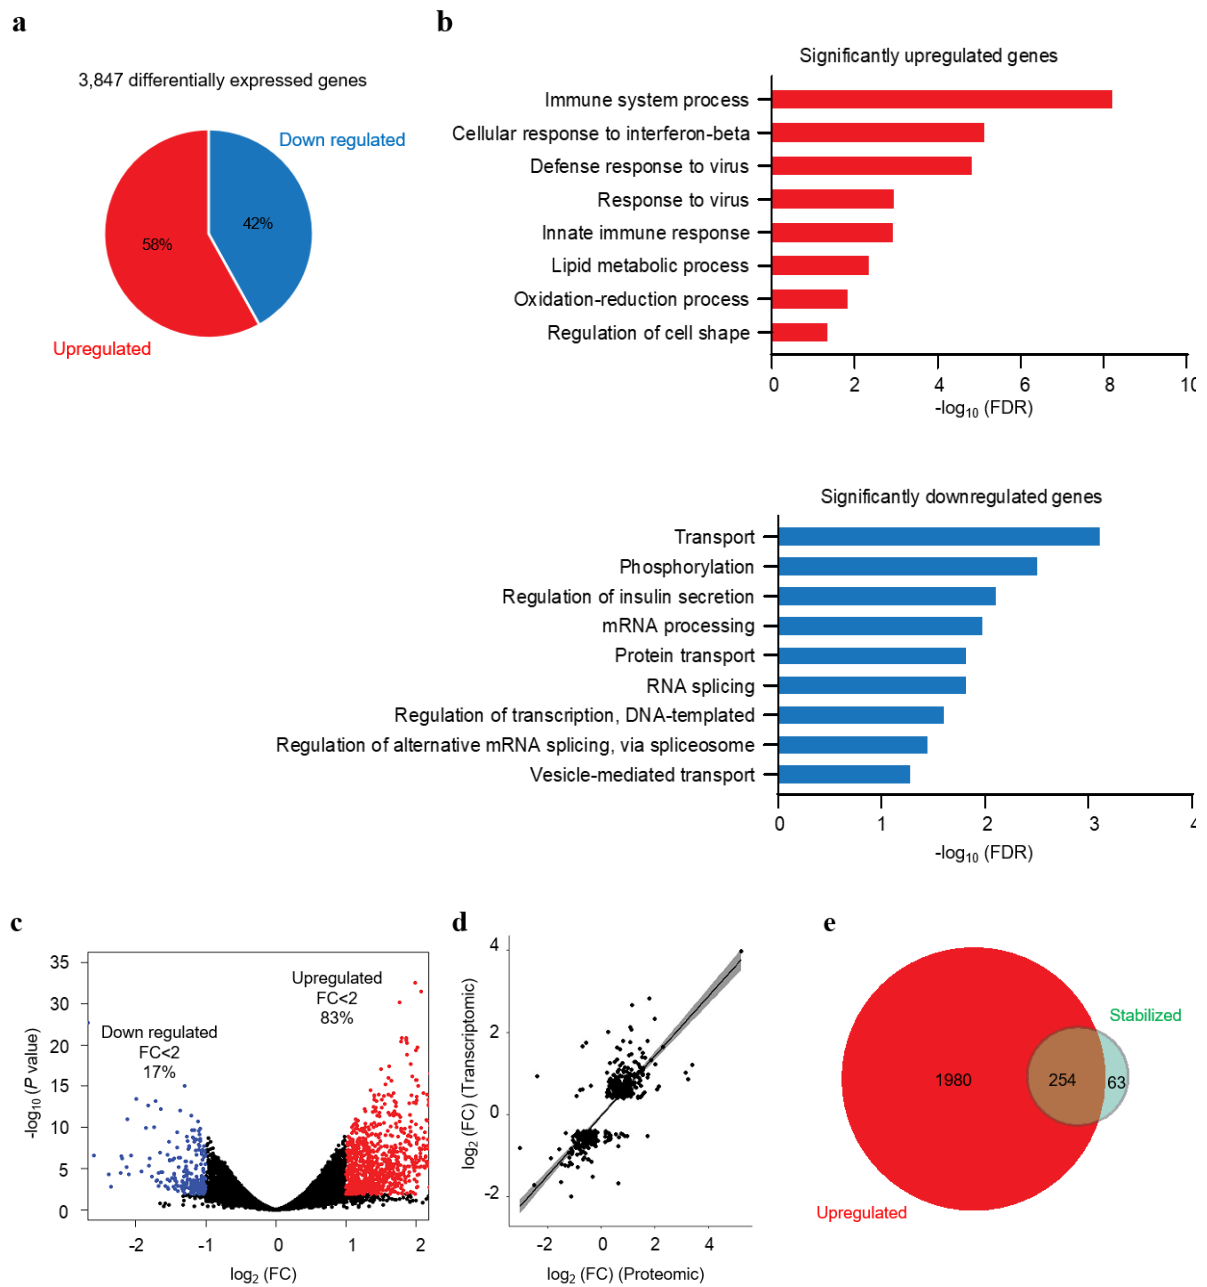 a
3,847 differentially expressed genes
Down regulated
42%
58%
Upregulated
b
Significantly upregulated genes
Immune system process
Cellular response to interferon-beta
Defense response to virus
Response to virus
Innate immune response
Lipid metabolic process
Oxidation-reduction process
Regulation of cell shape
0 2 4 6 8 10
-log10 (FDR)
Significantly downregulated genes
Transport
Phosphorylation
Regulation of insulin secretion
mRNA processing
Protein transport
RNA splicing
Regulation of transcription, DNA-templated
Regulation of alternative mRNA splicing, via spliceosome
Vesicle-mediated transport
0 1 2 3 4
-log10 (FDR)
c
35
30
20
15
10
5
0
-log10 (P value)
Down regulated
FC<2
17%
Upregulated
FC<2
83%
-2 -1 0 1 2
log2 (FC)
d
4
2
0
-2
log2 (FC) (Transcriptomic)
-2 0 2 4
log2 (FC) (Proteomic)
e
Stabilized
1980
254
63
Upregulated